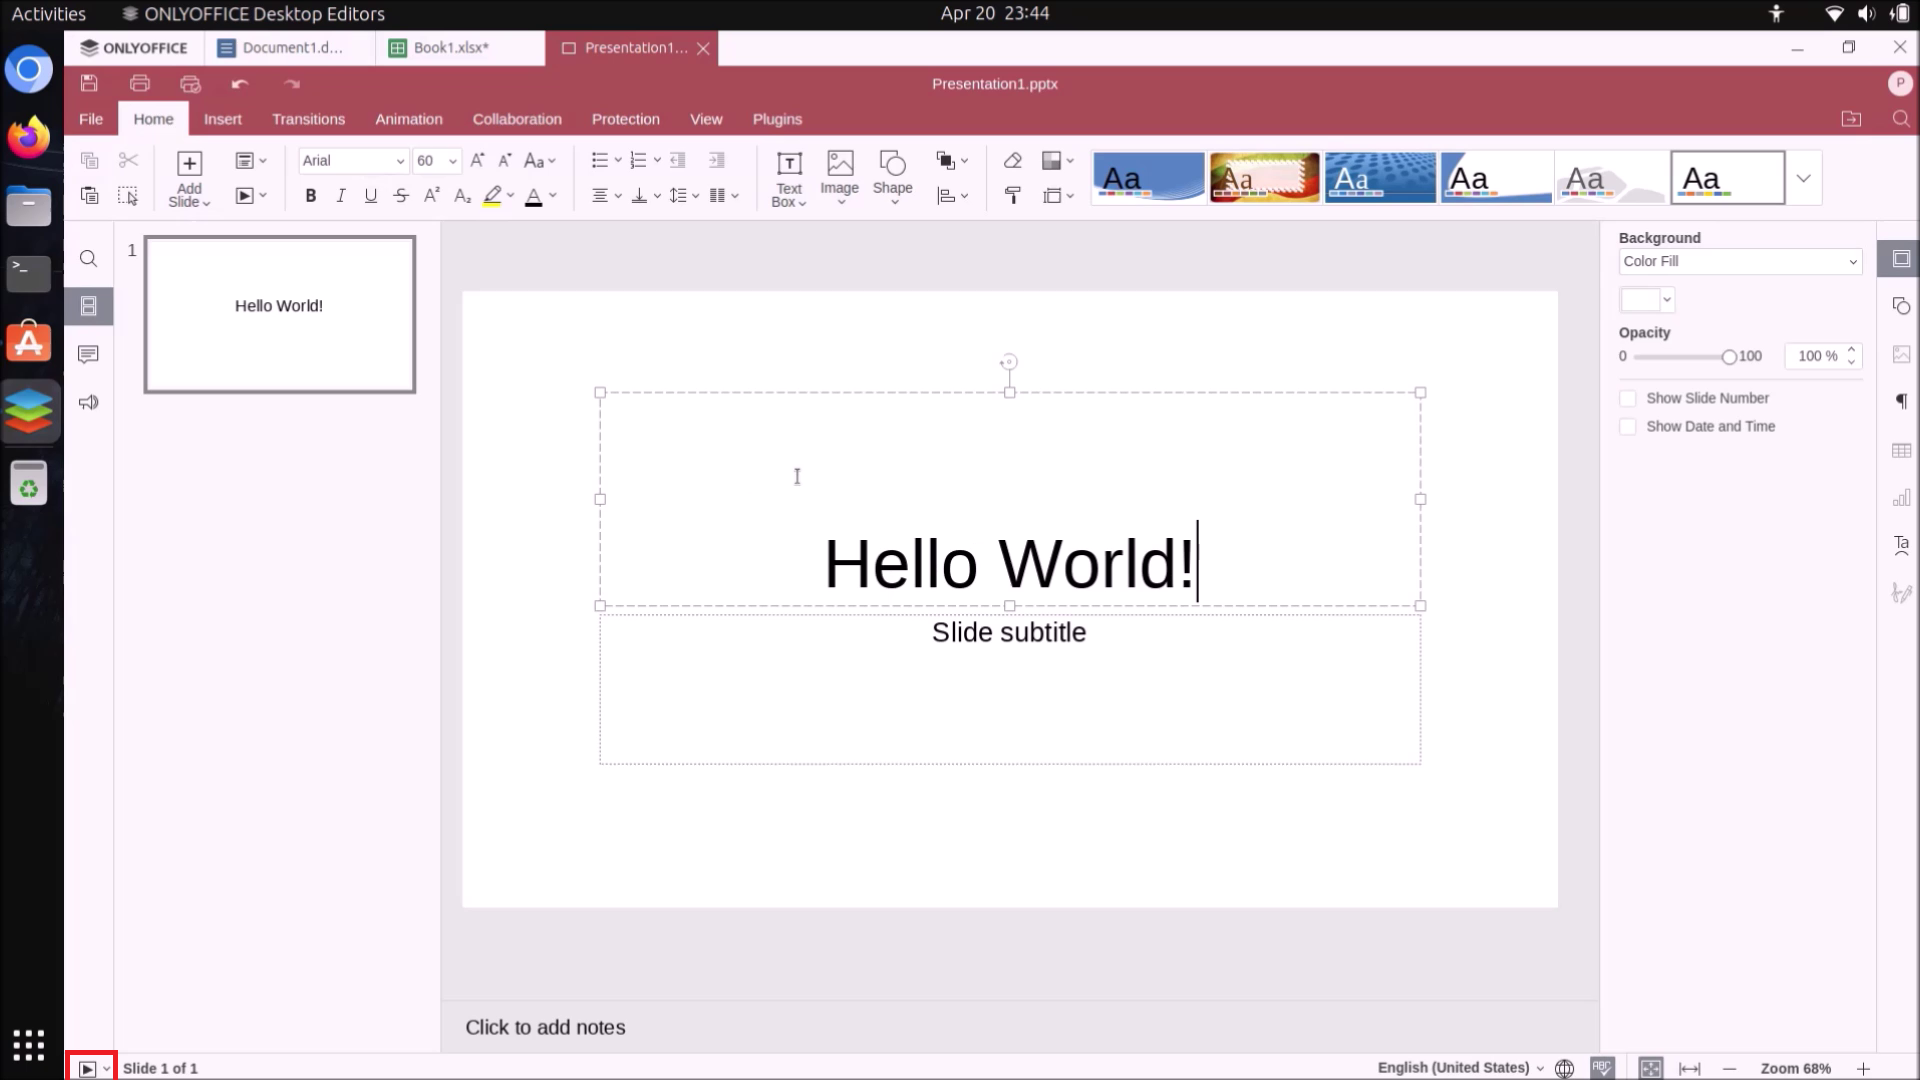 Activities
ONLYOFFICE Desktop Editors
Apr 20 23:44
ONLYOFFICE
Document1.d...
Book1.xlsx*
Presentation1...
Presentation1.pptx
P
File
Home
Insert
Transitions
Animation
Collaboration
Protection
View
Plugins
Add
Slide
Arial
60
Text
Box
Image
Shape
Aa
Aa
Aa
Aa
Aa
Aa
1
Hello World!
Hello World!
Slide subtitle
Background
Color Fill
Opacity
0
100
100 %
Show Slide Number
Show Date and Time
Click to add notes
Slide 1 of 1
English (United States)
Zoom 68%